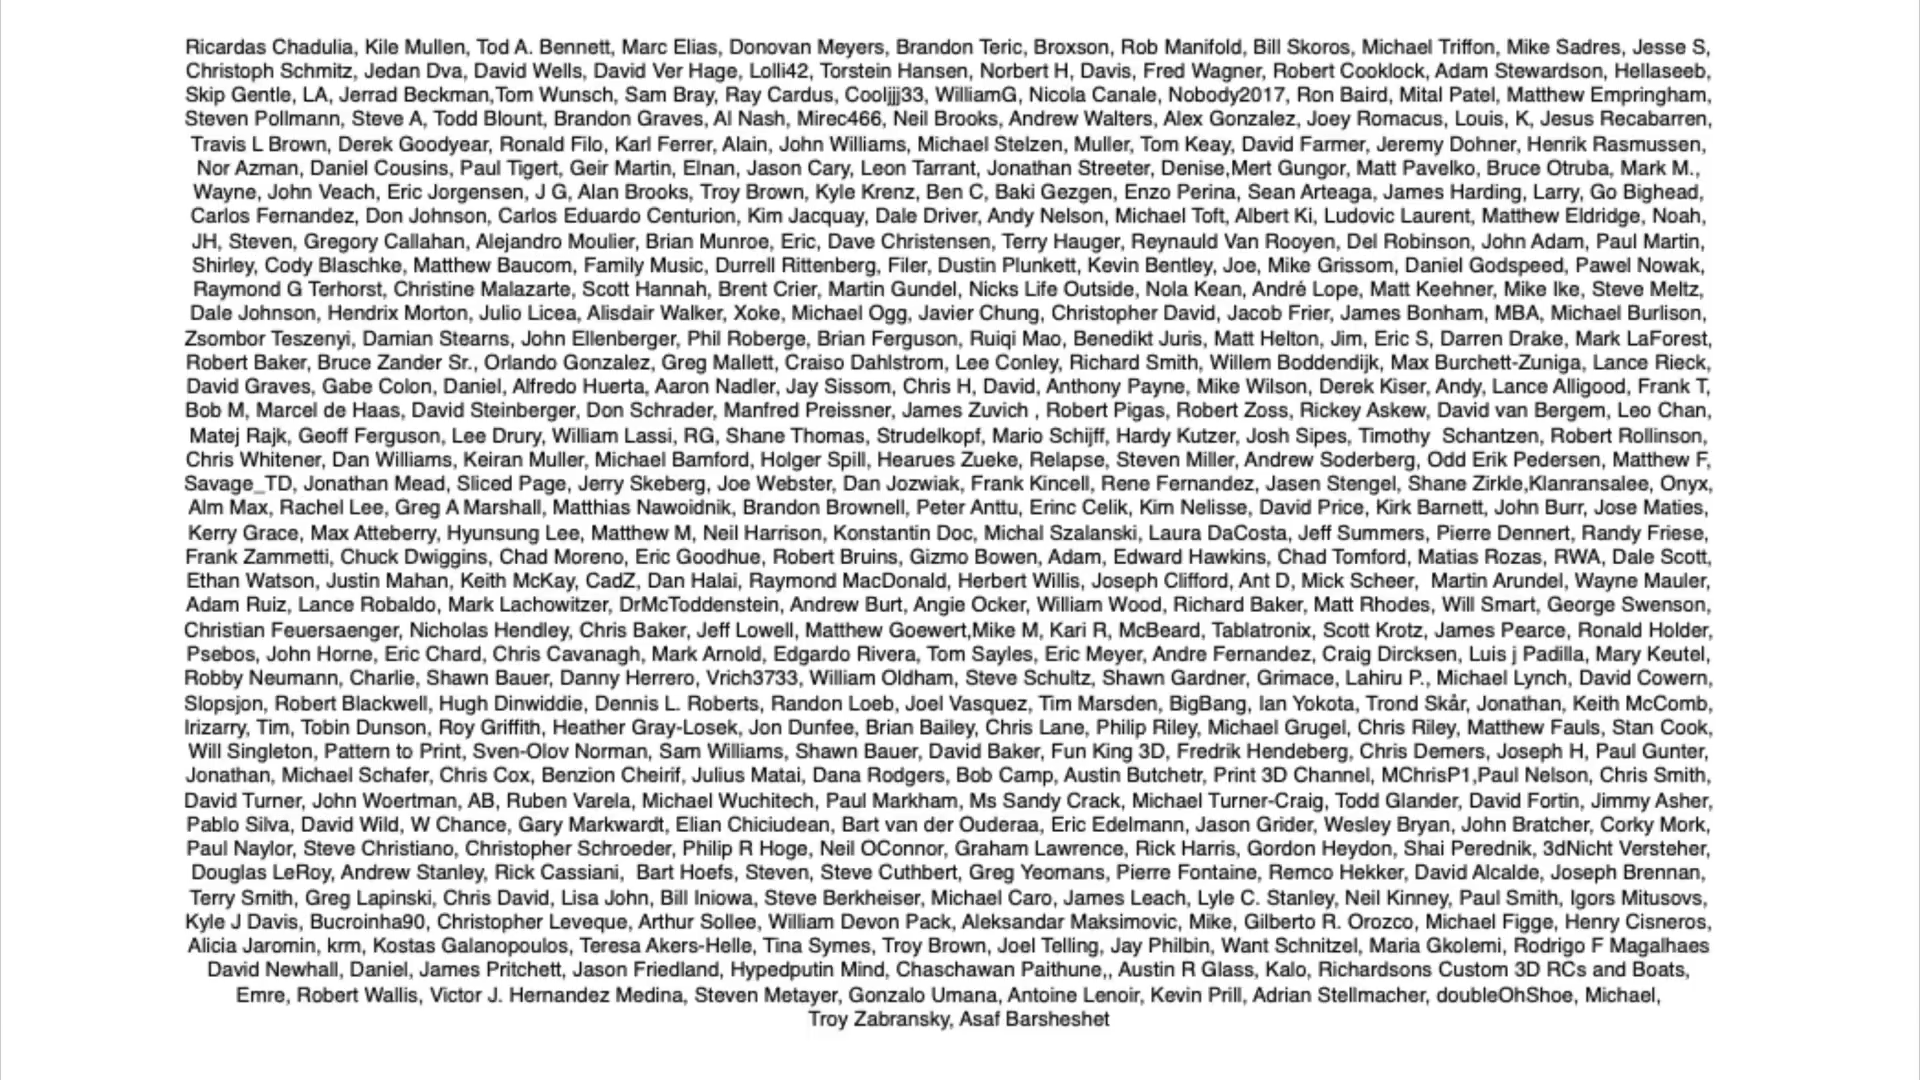 Ricardas Chadulia, Kile Mullen, Tod A. Bennett, Marc Elias, Donovan Meyers, Brandon Teric, Broxson, Rob Manifold, Bill Skoros, Michael Triffon, Mike Sadres, Jesse S,
Christoph Schmitz, Jedan Dva, David Wells, David Ver Hage, Lolli42, Torstein Hansen, Norbert H, Davis, Fred Wagner, Robert Cooklock, Adam Stewardson, Hellaseeb,
Skip Gentle, LA, Jerrad Beckman,Tom Wunsch, Sam Bray, Ray Cardus, Cooljjj33, WilliamG, Nicola Canale, Nobody2017, Ron Baird, Mital Patel, Matthew Empringham,
Steven Pollmann, Steve A, Todd Blount, Brandon Graves, Al Nash, Mirec466, Neil Brooks, Andrew Walters, Alex Gonzalez, Joey Romacus, Louis, K, Jesus Recabarren,
Travis L Brown, Derek Goodyear, Ronald Filo, Karl Ferrer, Alain, John Williams, Michael Stelzen, Muller, Tom Keay, David Farmer, Jeremy Dohner, Henrik Rasmussen,
Nor Azman, Daniel Cousins, Paul Tigert, Geir Martin, Elnan, Jason Cary, Leon Tarrant, Jonathan Streeter, Denise,Mert Gungor, Matt Pavelko, Bruce Otruba, Mark M.,
Wayne, John Veach, Eric Jorgensen, J G, Alan Brooks, Troy Brown, Kyle Krenz, Ben C, Baki Gezgen, Enzo Perina, Sean Arteaga, James Harding, Larry, Go Bighead,
Carlos Fernandez, Don Johnson, Carlos Eduardo Centurion, Kim Jacquay, Dale Driver, Andy Nelson, Michael Toft, Albert Ki, Ludovic Laurent, Matthew Eldridge, Noah,
JH, Steven, Gregory Callahan, Alejandro Moulier, Brian Munroe, Eric, Dave Christensen, Terry Hauger, Reynauld Van Rooyen, Del Robinson, John Adam, Paul Martin,
Shirley, Cody Blaschke, Matthew Baucom, Family Music, Durrell Rittenberg, Filer, Dustin Plunkett, Kevin Bentley, Joe, Mike Grissom, Daniel Godspeed, Pawel Nowak,
Raymond G Terhorst, Christine Malazarte, Scott Hannah, Brent Crier, Martin Gundel, Nicks Life Outside, Nola Kean, André Lope, Matt Keehner, Mike Ike, Steve Meltz,
Dale Johnson, Hendrix Morton, Julio Licea, Alisdair Walker, Xoke, Michael Ogg, Javier Chung, Christopher David, Jacob Frier, James Bonham, MBA, Michael Burlison,
Zsombor Teszenyi, Damian Stearns, John Ellenberger, Phil Roberge, Brian Ferguson, Ruiqi Mao, Benedikt Juris, Matt Helton, Jim, Eric S, Darren Drake, Mark LaForest,
Robert Baker, Bruce Zander Sr., Orlando Gonzalez, Greg Mallett, Craiso Dahlstrom, Lee Conley, Richard Smith, Willem Boddendijk, Max Burchett-Zuniga, Lance Rieck,
David Graves, Gabe Colon, Daniel, Alfredo Huerta, Aaron Nadler, Jay Sissom, Chris H, David, Anthony Payne, Mike Wilson, Derek Kiser, Andy, Lance Alligood, Frank T,
Bob M, Marcel de Haas, David Steinberger, Don Schrader, Manfred Preissner, James Zuvich , Robert Pigas, Robert Zoss, Rickey Askew, David van Bergem, Leo Chan,
Matej Rajk, Geoff Ferguson, Lee Drury, William Lassi, RG, Shane Thomas, Strudelkopf, Mario Schijff, Hardy Kutzer, Josh Sipes, Timothy  Schantzen, Robert Rollinson,
Chris Whitener, Dan Williams, Keiran Muller, Michael Bamford, Holger Spill, Hearues Zueke, Relapse, Steven Miller, Andrew Soderberg, Odd Erik Pedersen, Matthew F,
Savage_TD, Jonathan Mead, Sliced Page, Jerry Skeberg, Joe Webster, Dan Jozwiak, Frank Kincell, Rene Fernandez, Jasen Stengel, Shane Zirkle,Klanransalee, Onyx,
Alm Max, Rachel Lee, Greg A Marshall, Matthias Nawoidnik, Brandon Brownell, Peter Anttu, Erinc Celik, Kim Nelisse, David Price, Kirk Barnett, John Burr, Jose Maties,
Kerry Grace, Max Atteberry, Hyunsung Lee, Matthew M, Neil Harrison, Konstantin Doc, Michal Szalanski, Laura DaCosta, Jeff Summers, Pierre Dennert, Randy Friese,
Frank Zammetti, Chuck Dwiggins, Chad Moreno, Eric Goodhue, Robert Bruins, Gizmo Bowen, Adam, Edward Hawkins, Chad Tomford, Matias Rozas, RWA, Dale Scott,
Ethan Watson, Justin Mahan, Keith McKay, CadZ, Dan Halai, Raymond MacDonald, Herbert Willis, Joseph Clifford, Ant D, Mick Scheer,  Martin Arundel, Wayne Mauler,
Adam Ruiz, Lance Robaldo, Mark Lachowitzer, DrMcToddenstein, Andrew Burt, Angie Ocker, William Wood, Richard Baker, Matt Rhodes, Will Smart, George Swenson,
Christian Feuersaenger, Nicholas Hendley, Chris Baker, Jeff Lowell, Matthew Goewert,Mike M, Kari R, McBeard, Tablatronix, Scott Krotz, James Pearce, Ronald Holder,
Psebos, John Horne, Eric Chard, Chris Cavanagh, Mark Arnold, Edgardo Rivera, Tom Sayles, Eric Meyer, Andre Fernandez, Craig Dircksen, Luis j Padilla, Mary Keutel,
Robby Neumann, Charlie, Shawn Bauer, Danny Herrero, Vrich3733, William Oldham, Steve Schultz, Shawn Gardner, Grimace, Lahiru P., Michael Lynch, David Cowern,
Slopsjon, Robert Blackwell, Hugh Dinwiddie, Dennis L. Roberts, Randon Loeb, Joel Vasquez, Tim Marsden, BigBang, Ian Yokota, Trond Skår, Jonathan, Keith McComb,
Irizarry, Tim, Tobin Dunson, Roy Griffith, Heather Gray-Losek, Jon Dunfee, Brian Bailey, Chris Lane, Philip Riley, Michael Grugel, Chris Riley, Matthew Fauls, Stan Cook,
Will Singleton, Pattern to Print, Sven-Olov Norman, Sam Williams, Shawn Bauer, David Baker, Fun King 3D, Fredrik Hendeberg, Chris Demers, Joseph H, Paul Gunter,
Jonathan, Michael Schafer, Chris Cox, Benzion Cheirif, Julius Matai, Dana Rodgers, Bob Camp, Austin Butchetr, Print 3D Channel, MChrisP1,Paul Nelson, Chris Smith,
David Turner, John Woertman, AB, Ruben Varela, Michael Wuchitech, Paul Markham, Ms Sandy Crack, Michael Turner-Craig, Todd Glander, David Fortin, Jimmy Asher,
Pablo Silva, David Wild, W Chance, Gary Markwardt, Elian Chiciudean, Bart van der Ouderaa, Eric Edelmann, Jason Grider, Wesley Bryan, John Bratcher, Corky Mork,
Paul Naylor, Steve Christiano, Christopher Schroeder, Philip R Hoge, Neil OConnor, Graham Lawrence, Rick Harris, Gordon Heydon, Shai Perednik, 3dNicht Versteher,
Douglas LeRoy, Andrew Stanley, Rick Cassiani,  Bart Hoefs, Steven, Steve Cuthbert, Greg Yeomans, Pierre Fontaine, Remco Hekker, David Alcalde, Joseph Brennan,
Terry Smith, Greg Lapinski, Chris David, Lisa John, Bill Iniowa, Steve Berkheiser, Michael Caro, James Leach, Lyle C. Stanley, Neil Kinney, Paul Smith, Igors Mitusovs,
Kyle J Davis, Bucroinha90, Christopher Leveque, Arthur Sollee, William Devon Pack, Aleksandar Maksimovic, Mike, Gilberto R. Orozco, Michael Figge, Henry Cisneros,
Alicia Jaromin, krm, Kostas Galanopoulos, Teresa Akers-Helle, Tina Symes, Troy Brown, Joel Telling, Jay Philbin, Want Schnitzel, Maria Gkolemi, Rodrigo F Magalhaes
David Newhall, Daniel, James Pritchett, Jason Friedland, Hypedputin Mind, Chaschawan Paithune,, Austin R Glass, Kalo, Richardsons Custom 3D RCs and Boats,
Emre, Robert Wallis, Victor J. Hernandez Medina, Steven Metayer, Gonzalo Umana, Antoine Lenoir, Kevin Prill, Adrian Stellmacher, doubleOhShoe, Michael,
Troy Zabransky, Asaf Barsheshet